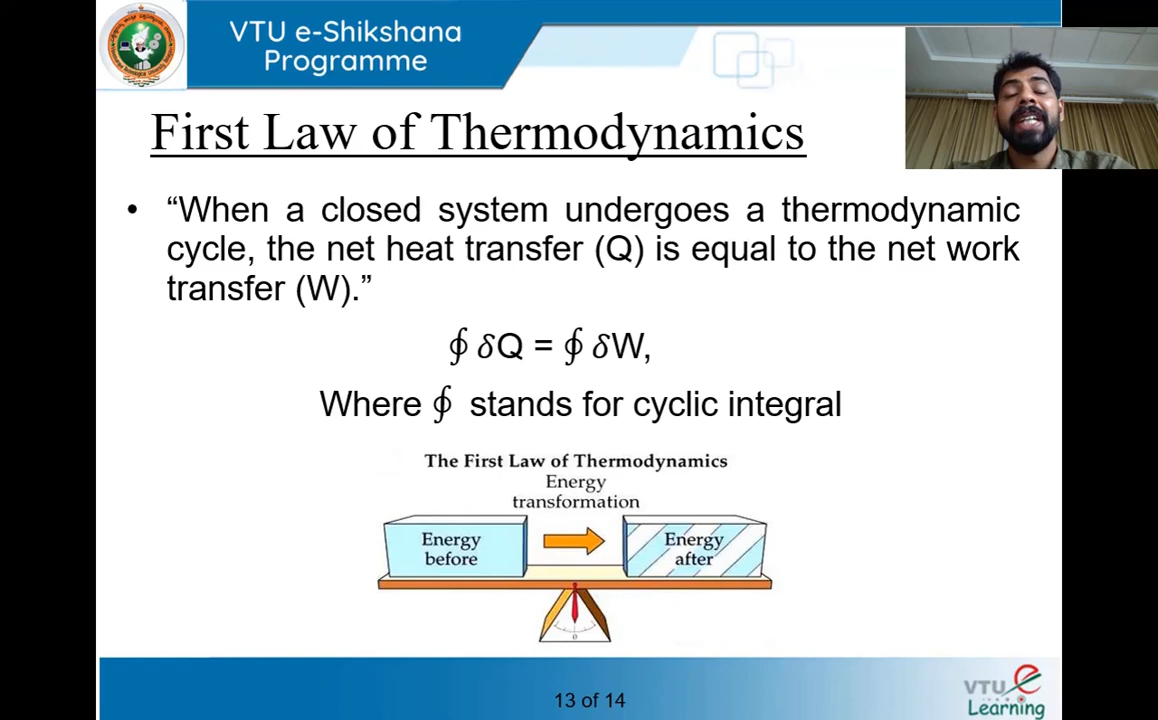 VTU e-Shikshana
Programme
First Law of Thermodynamics
• “When a closed system undergoes a thermodynamic
cycle, the net heat transfer (Q) is equal to the net work
transfer (W).”
∮ 𝛿Q = ∮ 𝛿W,
Where ∮ stands for cyclic integral
The First Law of Thermodynamics
Energy
transformation
Energy
before
Energy
after
0
13 of 14
VTU e
Learning